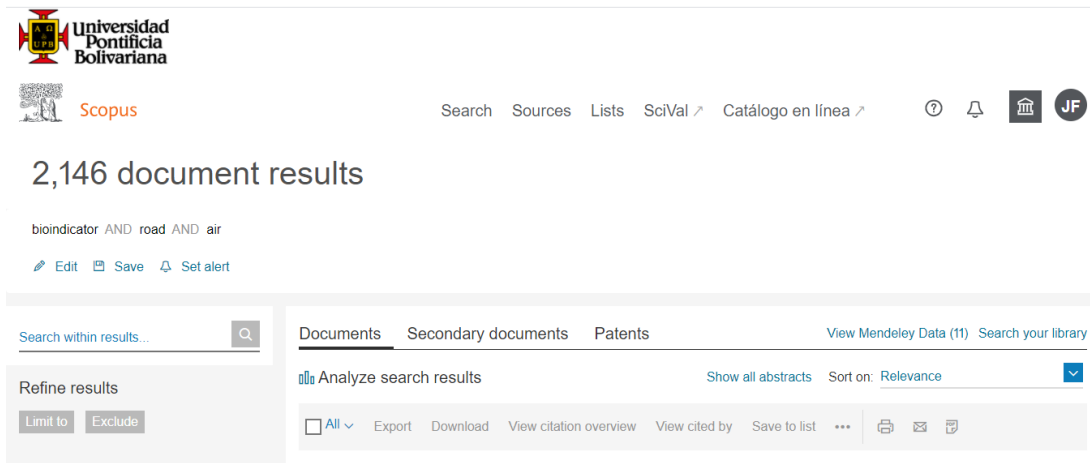 Universidad
Pontificia
Bolivariana
Α Ω
UPB
Scopus
Search Sources Lists SciVal ↗ Catálogo en línea ↗ JF
2,146 document results
bioindicator AND road AND air
Edit Save Set alert
Search within results...
Documents Secondary documents Patents View Mendeley Data (11) Search your library
Analyze search results Show all abstracts Sort on: Relevance
Refine results
Limit to Exclude
All Export Download View citation overview View cited by Save to list •••